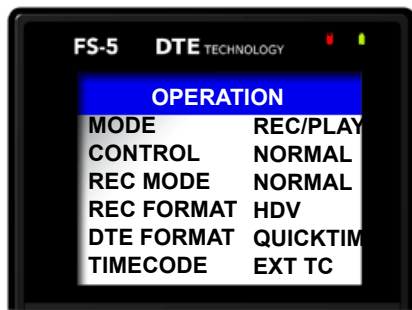 FS-5 DTE TECHNOLOGY
OPERATION
MODE REC/PLAY
CONTROL NORMAL
REC MODE NORMAL
REC FORMAT HDV
DTE FORMAT QUICKTIM
TIMECODE EXT TC